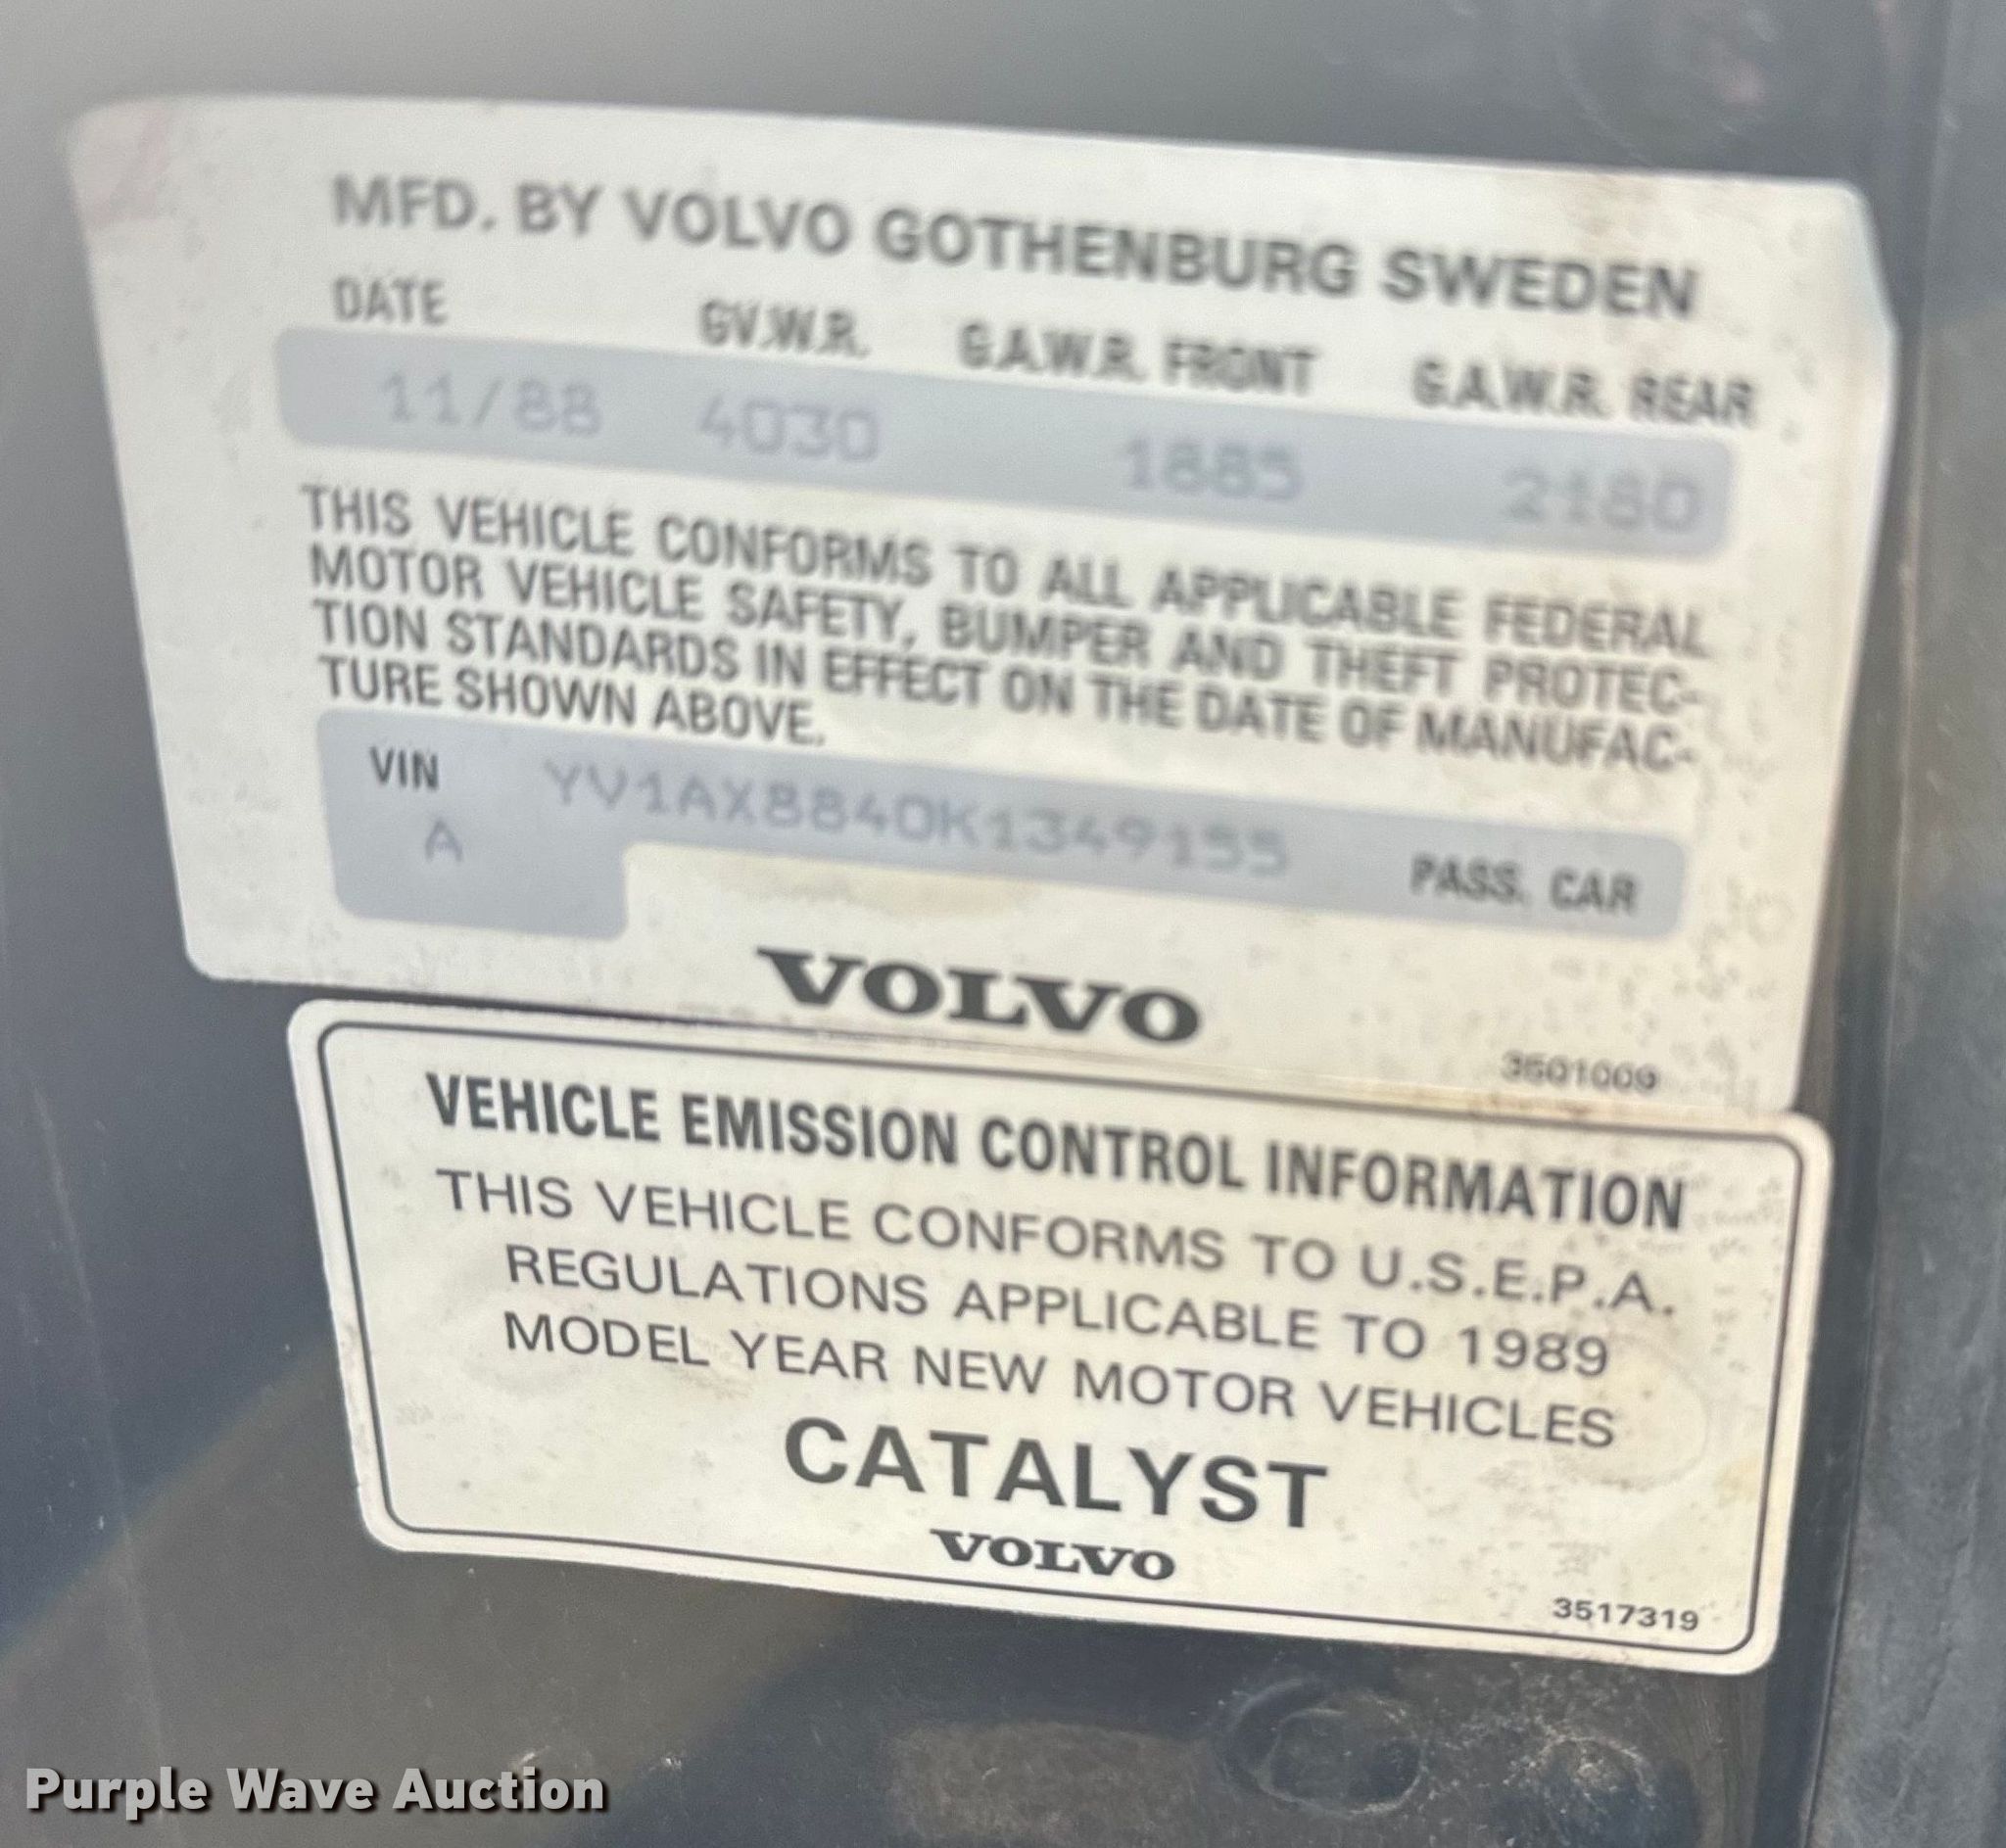 MFD. BY VOLVO GOTHENBURG SWEDEN
DATE G.V.W.R. G.A.W.R. FRONT G.A.W.R. REAR
11/88 4030 1885 2180
THIS VEHICLE CONFORMS TO ALL APPLICABLE FEDERAL
MOTOR VEHICLE SAFETY, BUMPER AND THEFT PROTEC-
TION STANDARDS IN EFFECT ON THE DATE OF MANUFAC-
TURE SHOWN ABOVE.
VIN YV1AX8840K1349155
A PASS. CAR
VOLVO
3501009
VEHICLE EMISSION CONTROL INFORMATION
THIS VEHICLE CONFORMS TO U.S.E.P.A.
REGULATIONS APPLICABLE TO 1989
MODEL YEAR NEW MOTOR VEHICLES
CATALYST
VOLVO
3517319
Purple Wave Auction